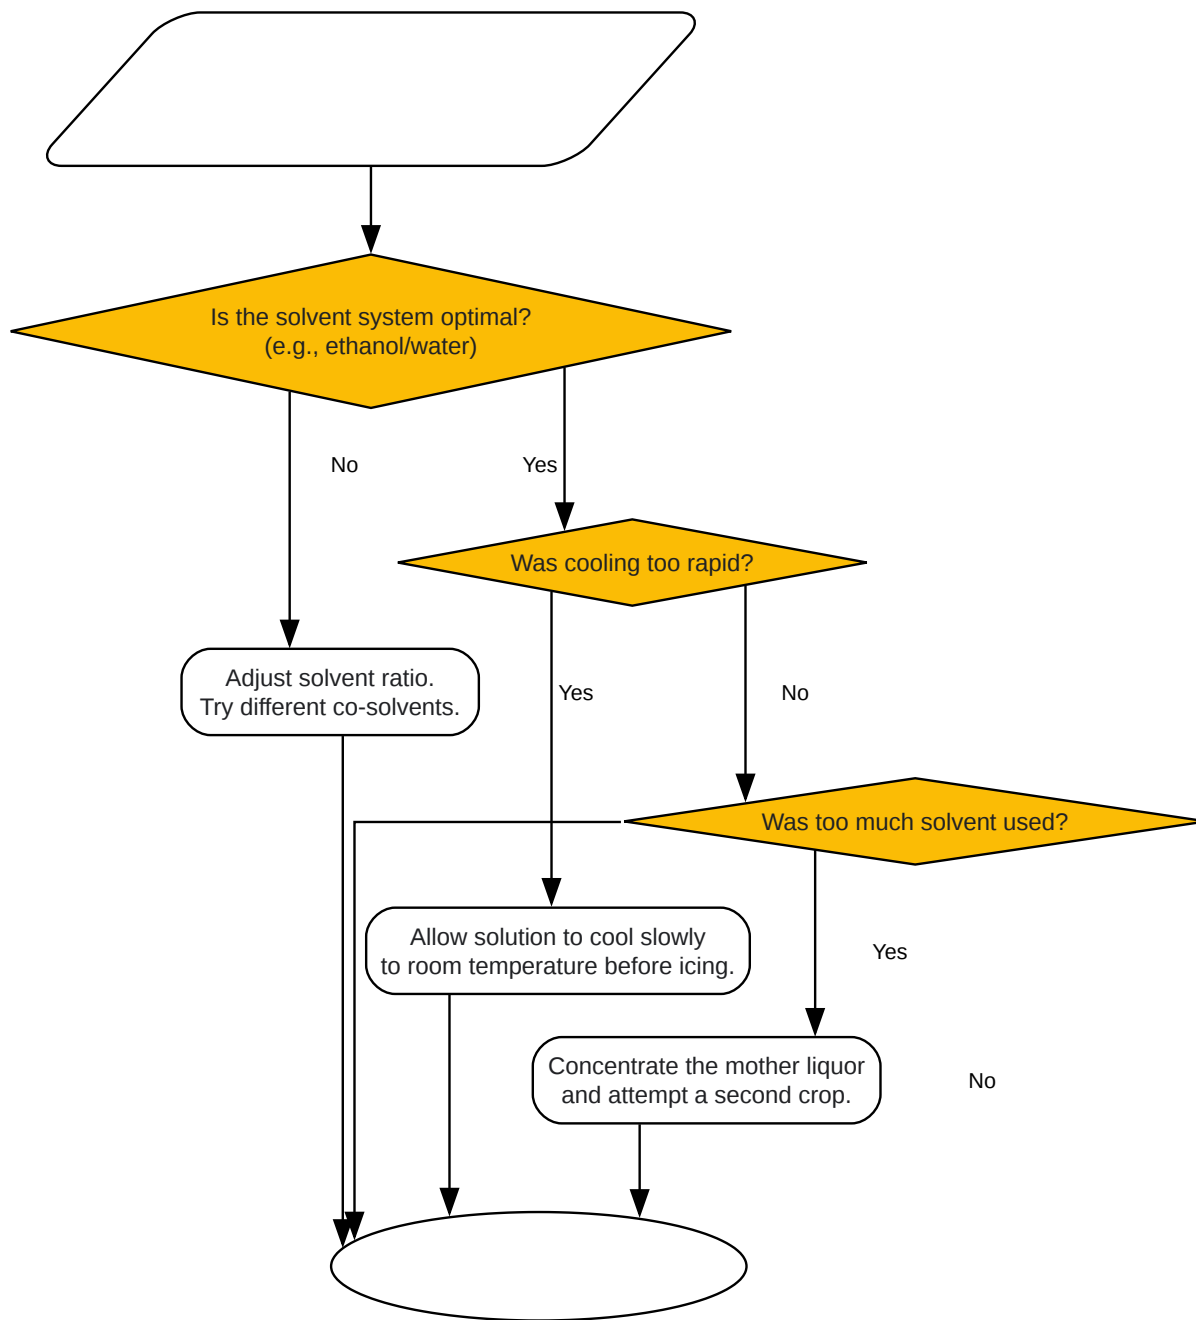 Is the solvent system optimal?
(e.g., ethanol/water)
No
Yes
Was cooling too rapid?
Adjust solvent ratio.
Try different co-solvents.
Yes
No
Was too much solvent used?
Allow solution to cool slowly
to room temperature before icing.
Yes
Concentrate the mother liquor
and attempt a second crop.
No